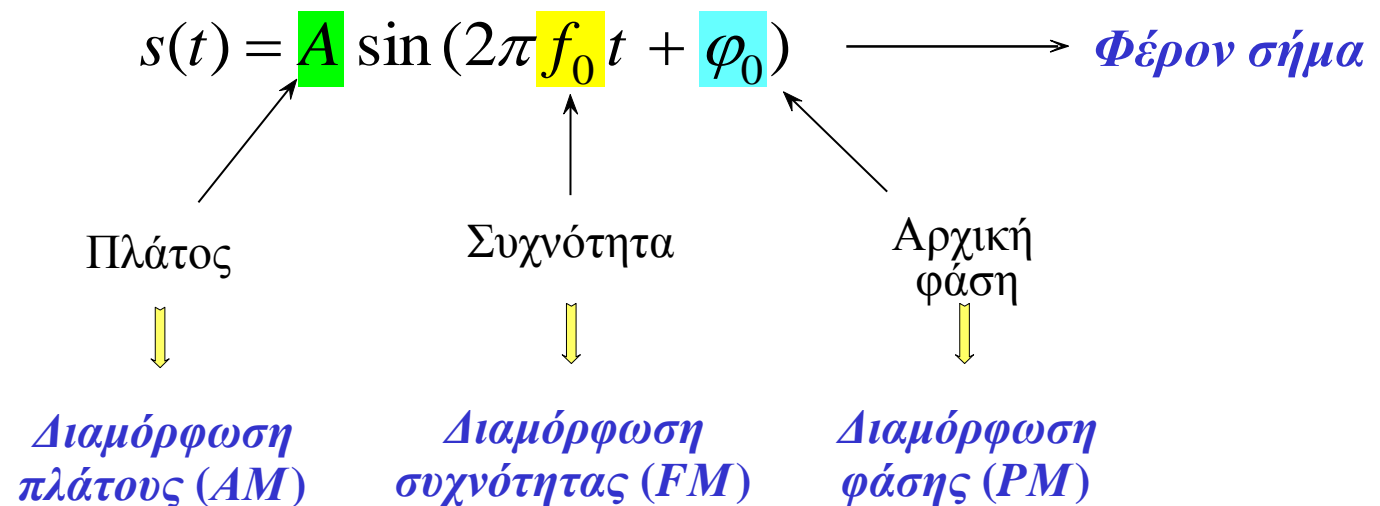 s(t) = A sin (2π f₀ t + φ₀) Φέρον σήμα
Πλάτος
Συχνότητα
Αρχική
φάση
Διαμόρφωση
πλάτους (AM)
Διαμόρφωση
συχνότητας (FM)
Διαμόρφωση
φάσης (PM)